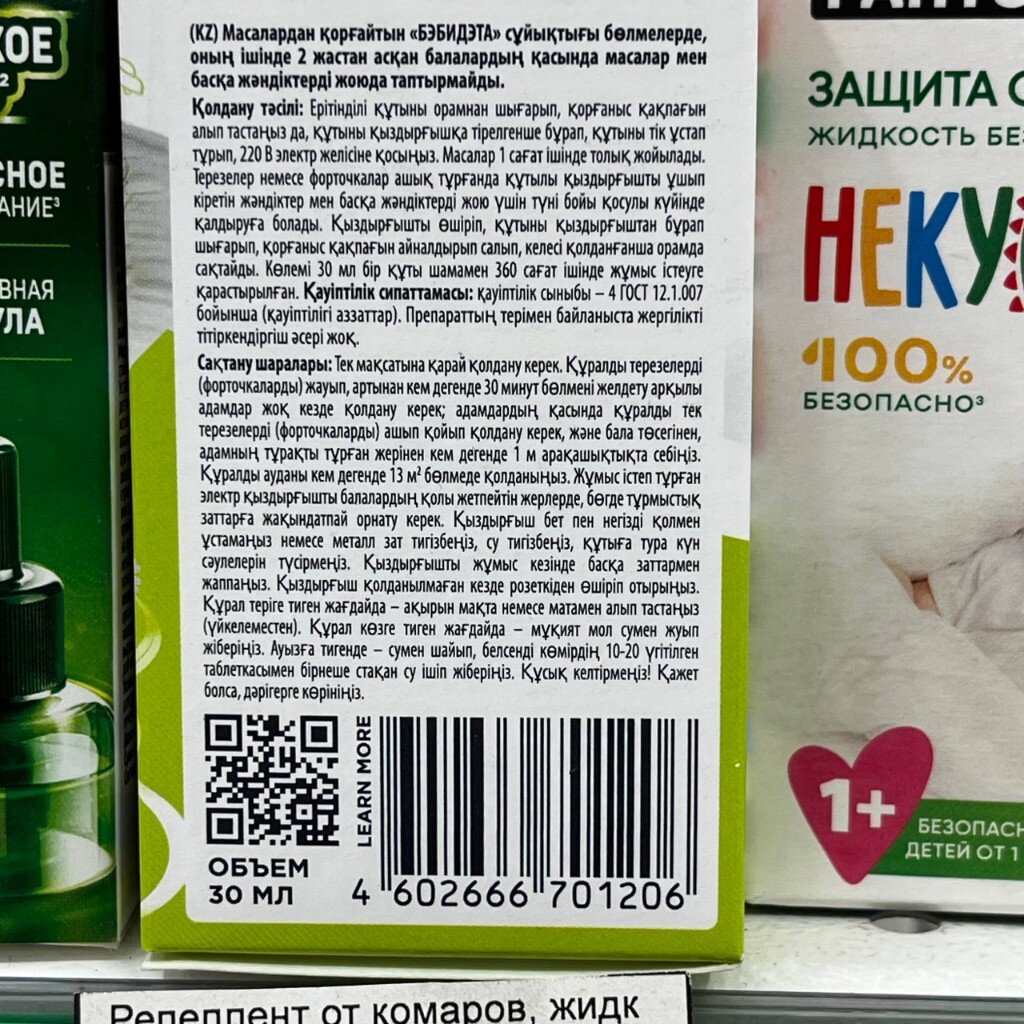 КОЕ
2
СНОЕ
АНИЕ³
ВНАЯ
УЛА
(KZ) Масалардан қорғайтын «БЭБИДЭТА» сұйықтығы бөлмелерде,
оның ішінде 2 жастан асқан балалардың қасында масалар мен
басқа жәндіктерді жоюда таптырмайды.
Қолдану тәсілі: Ерітінділі құтыны орамнан шығарып, қорғаныс қақпағын
алып тастаңыз да, құтыны қыздырғышқа тірелгенше бұрап, құтыны тік ұстап
тұрып, 220 В электр желісіне қосыңыз. Масалар 1 сағат ішінде толық жойылады.
Терезелер немесе форточкалар ашық тұрғанда құтылы қыздырғышты ұшып
кіретін жәндіктер мен басқа жәндіктерді жою үшін түні бойы қосулы күйінде
қалдыруға болады. Қыздырғышты өшіріп, құтыны қыздырғыштан бұрап
шығарып, қорғаныс қақпағын айналдырып салып, келесі қолданғанша орамда
сақтайды. Көлемі 30 мл бір құты шамамен 360 сағат ішінде жұмыс істеуге
қарастырылған. Қауіптілік сипаттамасы: қауіптілік сыныбы – 4 ГОСТ 12.1.007
бойынша (қауіптілігі аззаттар). Препараттың терімен байланыста жергілікті
тітіркендіргіш әсері жоқ.
Сақтану шаралары: Тек мақсатына қарай қолдану керек. Құралды терезелерді
(форточкаларды) жауып, артынан кем дегенде 30 минут бөлмені желдету арқылы
адамдар жоқ кезде қолдану керек; адамдардың қасында құралды тек
терезелерді (форточкаларды) ашып қойып қолдану керек, және бала төсегінен,
адамның тұрақты тұрған жерінен кем дегенде 1 м арақашықтықта себіңіз.
Құралды ауданы кем дегенде 13 м² бөлмеде қолданыңыз. Жұмыс істеп тұрған
электр қыздырғышты балалардың қолы жетпейтін жерлерде, бөгде тұрмыстық
заттарға жақындатпай орнату керек. Қыздырғыш бет пен негізді қолмен
ұстамаңыз немесе металл зат тигізбеңіз, су тигізбеңіз, құтыға тура күн
сәулелерін түсірмеңіз. Қыздырғышты жұмыс кезінде басқа заттармен
жаппаңыз. Қыздырғыш қолданылмаған кезде розеткіден өшіріп отырыңыз.
Құрал теріге тиген жағдайда – ақырын мақта немесе матамен алып тастаңыз
(үйкелеместен). Құрал көзге тиген жағдайда – мұқият мол сумен жуып
жіберіңіз. Ауызға тигенде – сумен шайып, белсенді көмірдің 10-20 үгітілген
таблеткасымен бірнеше стақан су ішіп жіберіңіз. Құсық келтірмеңіз! Қажет
болса, дәрігерге көрініңіз.
LEARN MORE
ОБЪЕМ
30 МЛ
4 602666 701206
ЗАЩИТА
ЖИДКОСТЬ БЕЗ
НЕКУ
100%
БЕЗОПАСНО³
1+
БЕЗОПАСН
ДЕТЕЙ ОТ 1
Репеллент от комаров, жидк